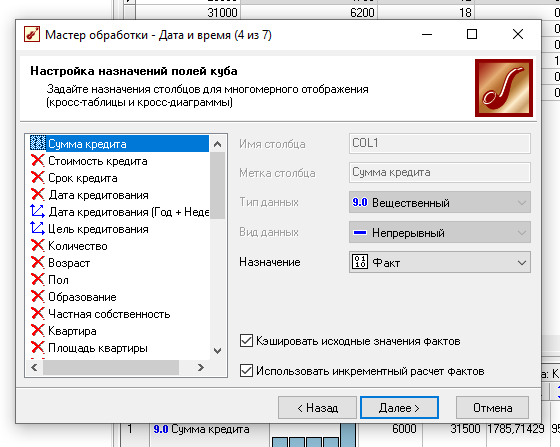 31000 6200 18
Мастер обработки - Дата и время (4 из 7)
Настройка назначений полей куба
Задайте назначения столбцов для многомерного отображения
(кросс-таблицы и кросс-диаграммы)
Сумма кредита
Стоимость кредита
Срок кредита
Дата кредитования
Дата кредитования (Год + Неде
Цель кредитования
Количество
Возраст
Пол
Образование
Частная собственность
Квартира
Площадь квартиры
Имя столбца COL1
Метка столбца Сумма кредита
Тип данных 9.0 Вещественный
Вид данных Непрерывный
Назначение Факт
Кэшировать исходные значения фактов
Использовать инкрементный расчет фактов
< Назад Далее > Отмена
1 9.0 Сумма кредита 6000 31500 1785,71429